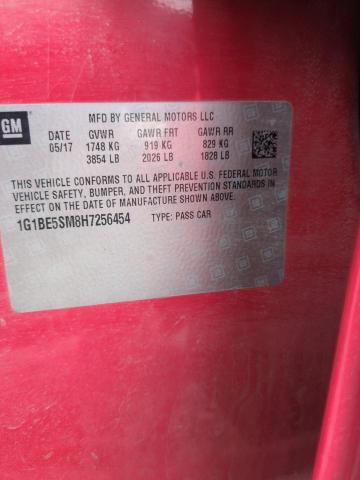 GM
MFD BY GENERAL MOTORS LLC
05/17 GVWR GAWR FRT GAWR RR
1748 KG 919 KG 829 KG
3854 LB 2026 LB 1828 LB
THIS VEHICLE CONFORMS TO ALL APPLICABLE U.S. FEDERAL MOTOR
VEHICLE SAFETY, BUMPER, AND THEFT PREVENTION STANDARDS IN
EFFECT ON THE DATE OF MANUFACTURE SHOWN ABOVE.
1G1BE5SM8H7256454 TYPE: PASS CAR